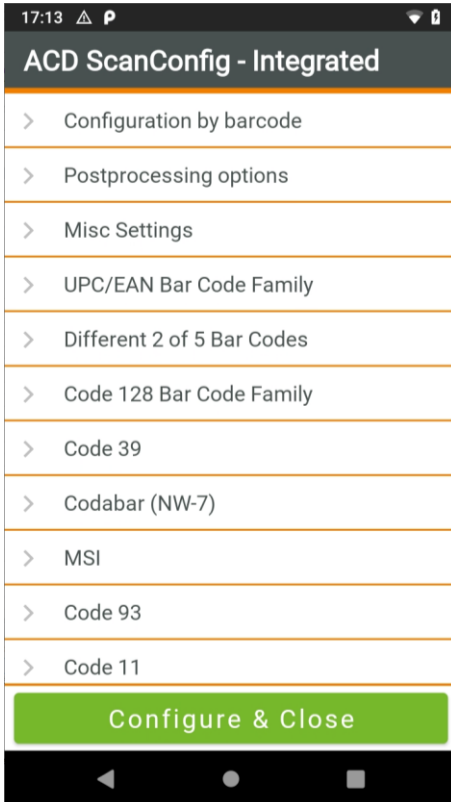 17:13
ACD ScanConfig - Integrated
Configuration by barcode
Postprocessing options
Misc Settings
UPC/EAN Bar Code Family
Different 2 of 5 Bar Codes
Code 128 Bar Code Family
Code 39
Codabar (NW-7)
MSI
Code 93
Code 11
Configure & Close